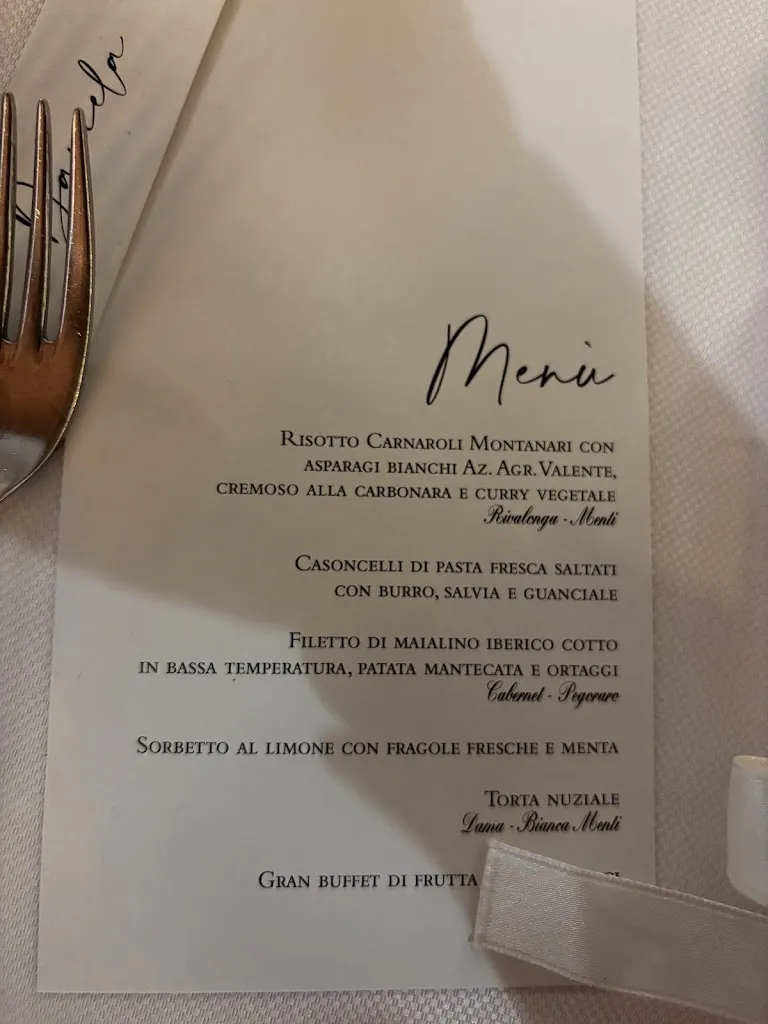 Menù
Risotto Carnaroli Montanari con
asparagi bianchi Az. Agr. Valente,
cremoso alla carbonara e curry vegetale
Rivalonga - Menti
Casoncelli di pasta fresca saltati
con burro, salvia e guanciale
Filetto di maialino iberico cotto
in bassa temperatura, patata mantecata e ortaggi
Cabernet - Pegoraro
Sorbetto al limone con fragole fresche e menta
Torta nuziale
Dama - Bianca Menti
Gran buffet di frutta